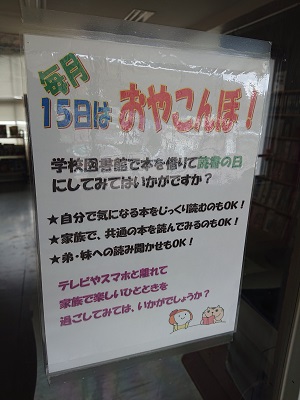 毎月
15日は おやこんぼ!
学校図書館で本を借りて読書の日
にしてみてはいかがですか?
★自分で気になる本をじっくり読むのもOK!
★家族で、共通の本を読んでみるのもOK!
★弟・妹への読み聞かせもOK!
テレビやスマホと離れて
家族で楽しいひとときを
過ごしてみては、いかがでしょうか?